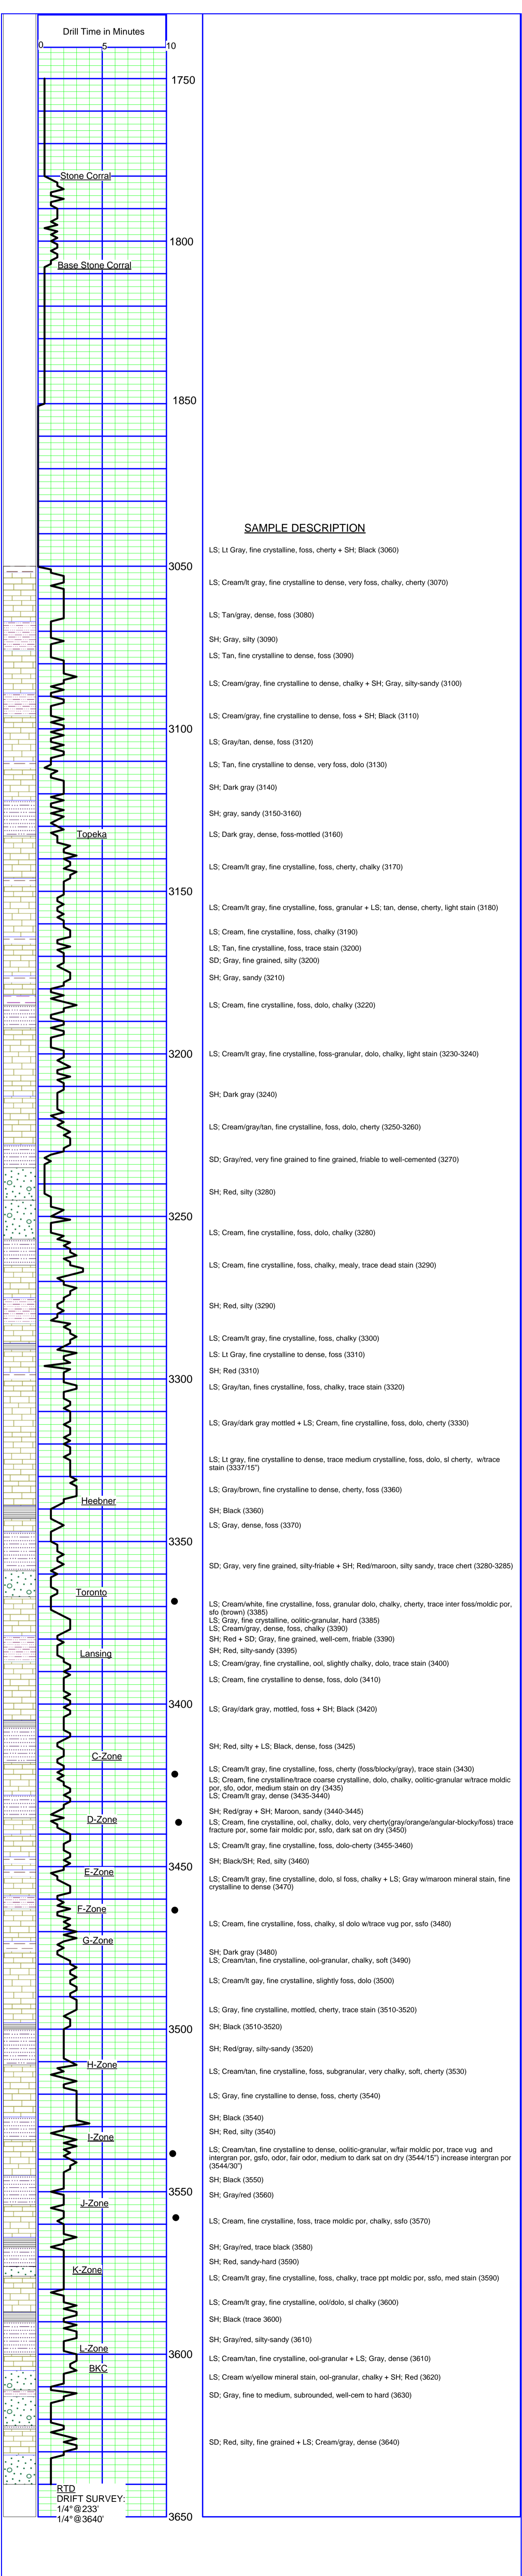 Drill Time in Minutes
0 5 10
1750
Stone Corral
1800
Base Stone Corral
1850
SAMPLE DESCRIPTION
LS; Lt Gray, fine crystalline, foss, cherty + SH; Black (3060)
3050
LS; Cream/lt gray, fine crystalline to dense, very foss, chalky, cherty (3070)
LS; Tan/gray, dense, foss (3080)
SH; Gray, silty (3090)
LS; Tan, fine crystalline to dense, foss (3090)
LS; Cream/gray, fine crystalline to dense, chalky + SH; Gray, silty-sandy (3100)
LS; Cream/gray, fine crystalline to dense, foss + SH; Black (3110)
3100
LS; Gray/tan, dense, foss (3120)
LS; Tan, fine crystalline to dense, very foss, dolo (3130)
SH; Dark gray (3140)
SH; gray, sandy (3150-3160)
Topeka
LS; Dark gray, dense, foss-mottled (3160)
LS; Cream/lt gray, fine crystalline, foss, cherty, chalky (3170)
3150
LS; Cream/lt gray, fine crystalline, foss, granular + LS; tan, dense, cherty, light stain (3180)
LS; Cream, fine crystalline, foss, chalky (3190)
LS; Tan, fine crystalline, foss, trace stain (3200)
SD; Gray, fine grained, silty (3200)
SH; Gray, sandy (3210)
LS; Cream, fine crystalline, foss, dolo, chalky (3220)
3200
LS; Cream/lt gray, fine crystalline, foss-granular, dolo, chalky, light stain (3230-3240)
SH; Dark gray (3240)
LS; Cream/gray/tan, fine crystalline, foss, dolo, cherty (3250-3260)
SD; Gray/red, very fine grained to fine grained, friable to well-cemented (3270)
SH; Red, silty (3280)
3250
LS; Cream, fine crystalline, foss, dolo, chalky (3280)
LS; Cream, fine crystalline, foss, chalky, mealy, trace dead stain (3290)
SH; Red, silty (3290)
LS; Cream/lt gray, fine crystalline, foss, chalky (3300)
LS: Lt Gray, fine crystalline to dense, foss (3310)
SH; Red (3310)
3300
LS; Gray/tan, fines crystalline, foss, chalky, trace stain (3320)
LS; Gray/dark gray mottled + LS; Cream, fine crystalline, foss, dolo, cherty (3330)
LS; Lt gray, fine crystalline to dense, trace medium crystalline, foss, dolo, sl cherty,  w/trace
stain (3337/15")
LS; Gray/brown, fine crystalline to dense, cherty, foss (3360)
Heebner
SH; Black (3360)
LS; Gray, dense, foss (3370)
3350
SD; Gray, very fine grained, silty-friable + SH; Red/maroon, silty sandy, trace chert (3280-3285)
Toronto
LS; Cream/white, fine crystalline, foss, granular dolo, chalky, cherty, trace inter foss/moldic por,
sfo (brown) (3385)
LS; Gray, fine crystalline, oolitic-granular, hard (3385)
LS; Cream/gray, dense, foss, chalky (3390)
SH; Red + SD; Gray, fine grained, well-cem, friable (3390)
SH; Red, silty-sandy (3395)
Lansing
LS; Cream/gray, fine crystalline, ool, slightly chalky, dolo, trace stain (3400)
LS; Cream, fine crystalline to dense, foss, dolo (3410)
3400
LS; Gray/dark gray, mottled, foss + SH; Black (3420)
SH; Red, silty + LS; Black, dense, foss (3425)
C-Zone
LS; Cream/lt gray, fine crystalline, foss, cherty (foss/blocky/gray), trace stain (3430)
LS; Cream, fine crystalline/trace coarse crystalline, dolo, chalky, oolitic-granular w/trace moldic
por, sfo, odor, medium stain on dry (3435)
LS; Cream/lt gray, dense (3435-3440)
SH; Red/gray + SH; Maroon, sandy (3440-3445)
D-Zone
LS; Cream, fine crystalline, ool, chalky, dolo, very cherty(gray/orange/angular-blocky/foss) trace
fracture por, some fair moldic por, ssfo, dark sat on dry (3450)
LS; Cream/lt gray, fine crystalline, foss, dolo-cherty (3455-3460)
SH; Black/SH; Red, silty (3460)
3450
E-Zone
LS; Cream/lt gray, fine crystalline, dolo, sl foss, chalky + LS; Gray w/maroon mineral stain, fine
crystalline to dense (3470)
F-Zone
LS; Cream, fine crystalline, foss, chalky, sl dolo w/trace vug por, ssfo (3480)
G-Zone
SH; Dark gray (3480)
LS; Cream/tan, fine crystalline, ool-granular, chalky, soft (3490)
LS; Cream/lt gay, fine crystalline, slightly foss, dolo (3500)
LS; Gray, fine crystalline, mottled, cherty, trace stain (3510-3520)
3500
SH; Black (3510-3520)
SH; Red/gray, silty-sandy (3520)
H-Zone
LS; Cream/tan, fine crystalline, foss, subgranular, very chalky, soft, cherty (3530)
LS; Gray, fine crystalline to dense, foss, cherty (3540)
SH; Black (3540)
SH; Red, silty (3540)
I-Zone
LS; Cream/tan, fine crystalline to dense, oolitic-granular, w/fair moldic por, trace vug  and
intergran por, gsfo, odor, fair odor, medium to dark sat on dry (3544/15") increase intergran por
(3544/30")
SH; Black (3550)
3550
SH; Gray/red (3560)
J-Zone
LS; Cream, fine crystalline, foss, trace moldic por, chalky, ssfo (3570)
SH; Gray/red, trace black (3580)
SH; Red, sandy-hard (3590)
K-Zone
LS; Cream/lt gray, fine crystalline, foss, chalky, trace ppt moldic por, ssfo, med stain (3590)
LS; Cream/lt gray, fine crystalline, ool/dolo, sl chalky (3600)
SH; Black (trace 3600)
SH; Gray/red, silty-sandy (3610)
L-Zone
3600
LS; Cream/tan, fine crystalline, ool-granular + LS; Gray, dense (3610)
BKC
LS; Cream w/yellow mineral stain, ool-granular, chalky + SH; Red (3620)
SD; Gray, fine to medium, subrounded, well-cem to hard (3630)
SD; Red, silty, fine grained + LS; Cream/gray, dense (3640)
RTD
DRIFT SURVEY:
1/4°@233'
1/4°@3640'
3650